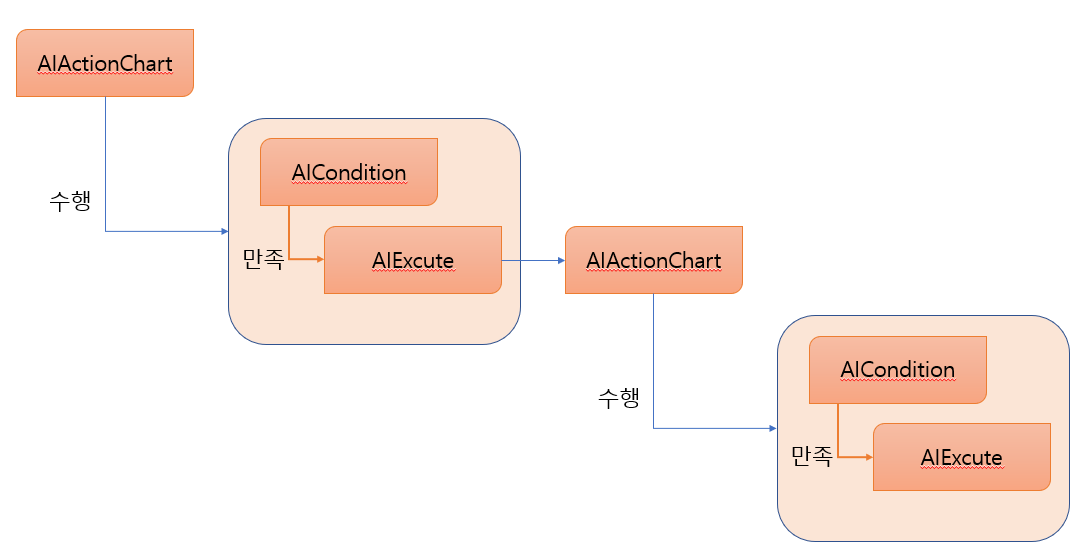 AIActionChart
수행
AICondition
만족
AIExcute
AIActionChart
수행
AICondition
만족
AIExcute